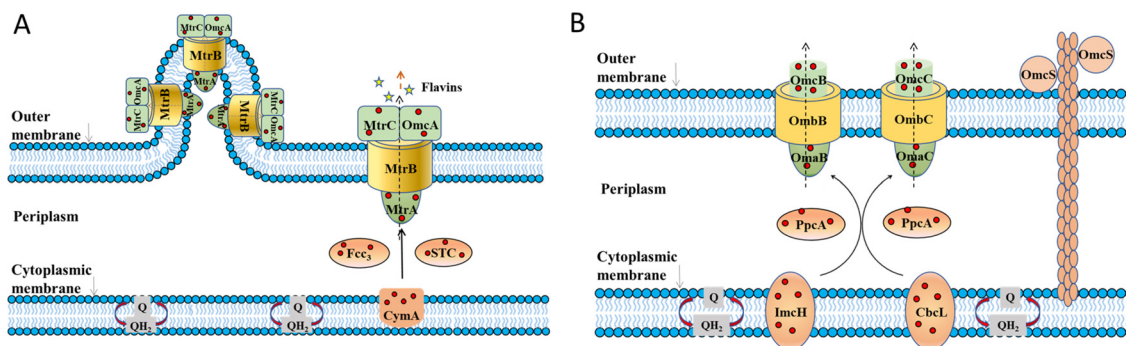 A
MtrC OmcA
MtrB
MtrA
MtrC OmcA
MtrB
MtrA
MtrA
MtrB
MtrC
OmcA
Flavins
MtrC OmcA
MtrB
MtrA
Outer
membrane
Periplasm
Fcc3
STC
Cytoplasmic
membrane
Q
QH2
Q
QH2
CymA
B
Outer
membrane
OmcB
OmbB
OmaB
OmcC
OmbC
OmaC
OmcS
OmcS
Periplasm
PpcA
PpcA
Cytoplasmic
membrane
Q
QH2
ImcH
CbcL
Q
QH2